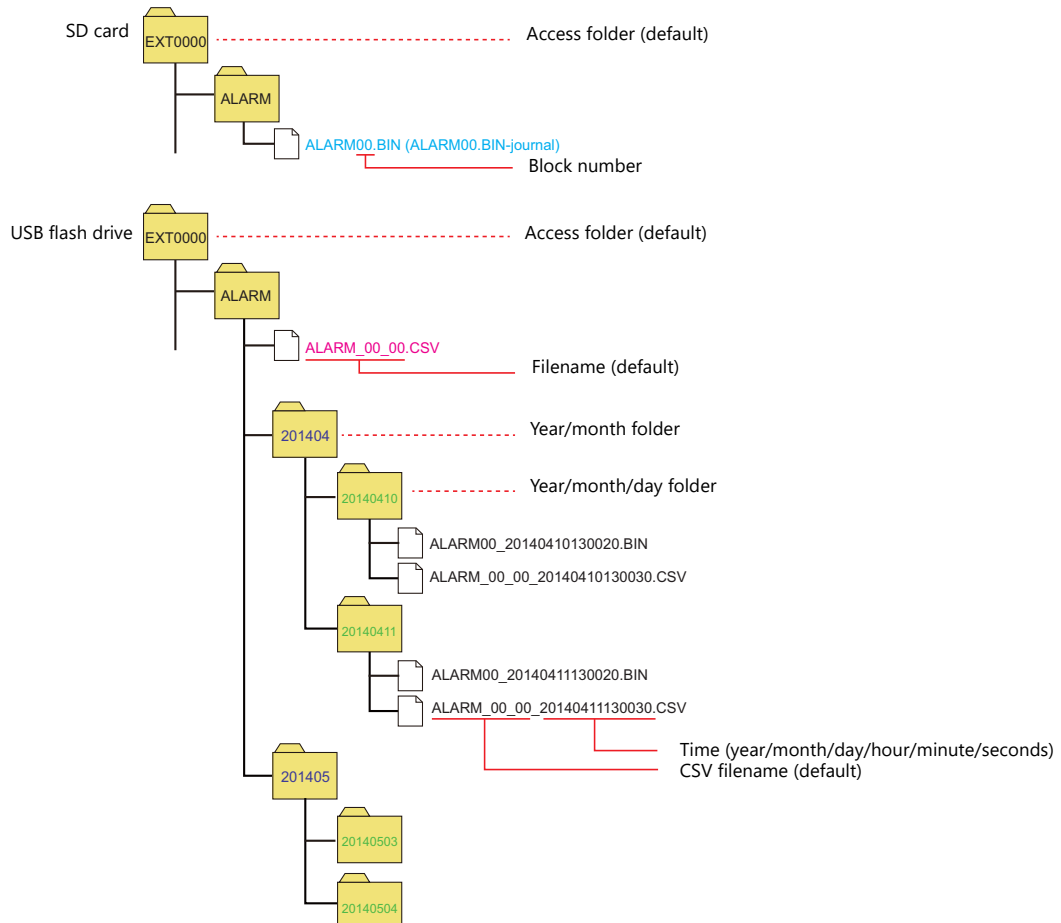 SD card
EXT0000
Access folder (default)
ALARM
ALARM00.BIN (ALARM00.BIN-journal)
Block number
USB flash drive
EXT0000
Access folder (default)
ALARM
ALARM_00_00.CSV
Filename (default)
201404
Year/month folder
20140410
Year/month/day folder
ALARM00_20140410130020.BIN
ALARM_00_00_20140410130030.CSV
20140411
ALARM00_20140411130020.BIN
ALARM_00_00_20140411130030.CSV
Time (year/month/day/hour/minute/seconds)
CSV filename (default)
201405
20140503
20140504